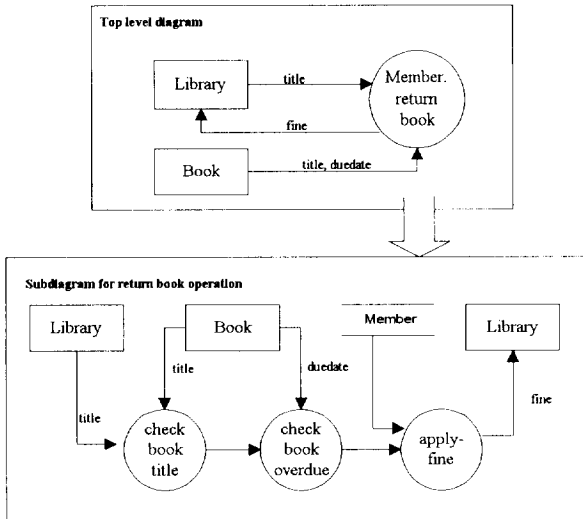 Top level diagram
Library
title
Member.
return
book
fine
Book
title, duedate
Subdiagram for return book operation
Library
Book
Member
Library
title
duedate
title
fine
check
book
title
check
book
overdue
apply-
fine